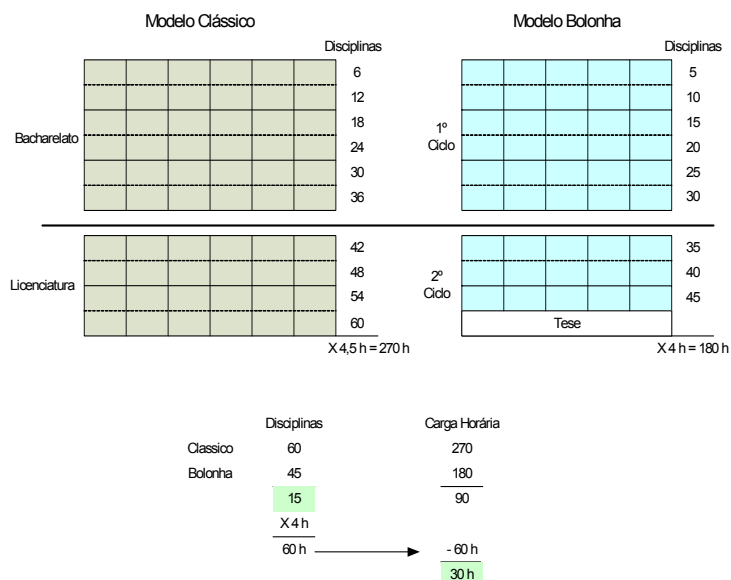 Modelo Clássico
Disciplinas
6
12
18
Bacharelato
24
30
36
42
48
Licenciatura
54
60
X 4,5 h = 270 h
Modelo Bolonha
Disciplinas
5
10
15
1º
Ciclo
20
25
30
35
2º
Ciclo
40
45
Tese
X 4 h = 180 h
Disciplinas Carga Horária
Classico 60 270
Bolonha 45 180
15 90
X 4 h
60 h - 60 h
30 h